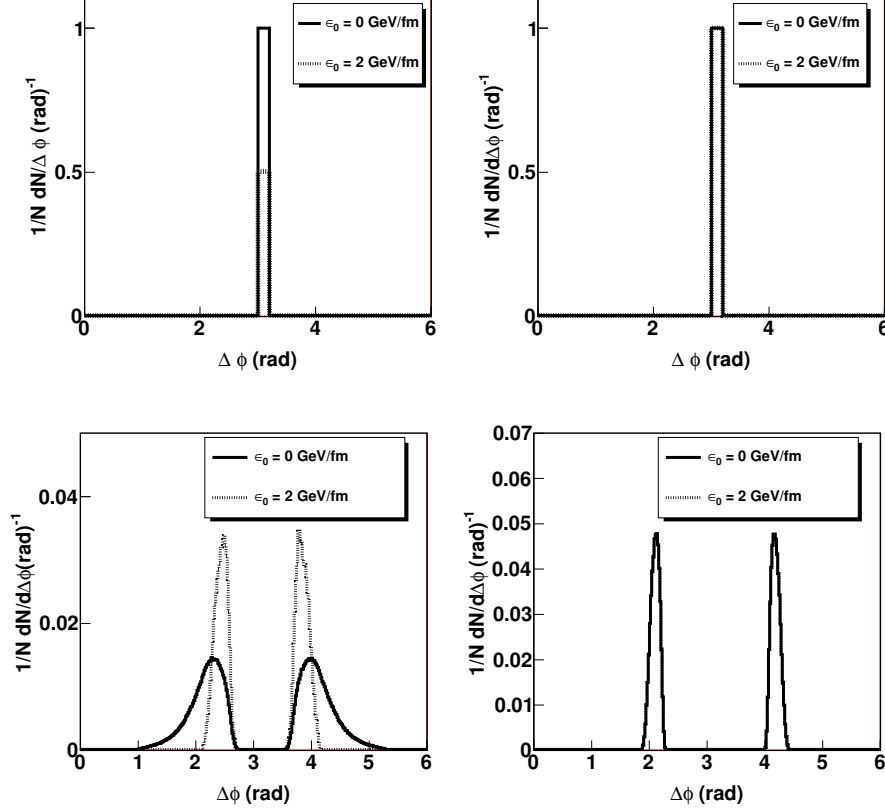 1
0.5
0
0 2 4 6
Δ ϕ (rad)
1/N dN/Δ ϕ (rad)⁻¹
ϵ₀ = 0 GeV/fm
ϵ₀ = 2 GeV/fm
1
0.5
0
0 2 4 6
Δ ϕ (rad)
1/N dN/dΔϕ (rad)⁻¹
ϵ₀ = 0 GeV/fm
ϵ₀ = 2 GeV/fm
0.04
0.02
0
0 1 2 3 4 5 6
Δϕ (rad)
1/N dN/dΔϕ(rad)⁻¹
ϵ₀ = 0 GeV/fm
ϵ₀ = 2 GeV/fm
0.07
0.06
0.05
0.04
0.03
0.02
0.01
0
0 1 2 3 4 5 6
Δϕ (rad)
1/N dN/dΔϕ (rad)⁻¹
ϵ₀ = 0 GeV/fm
ϵ₀ = 2 GeV/fm